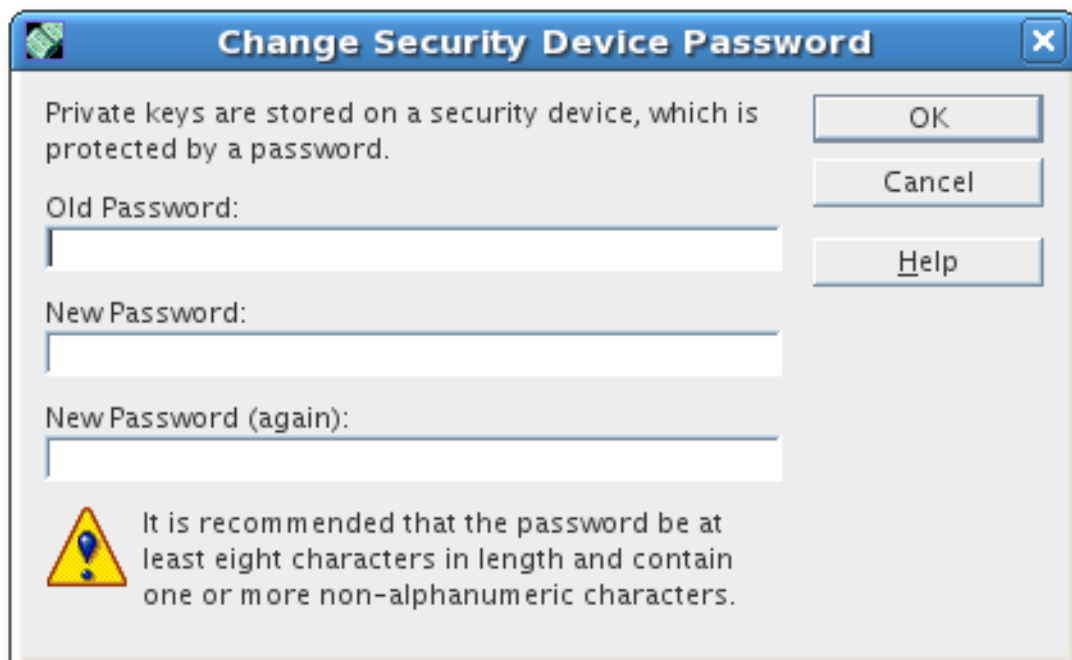 Change Security Device Password
Private keys are stored on a security device, which is
protected by a password.
OK
Cancel
Help
Old Password:
New Password:
New Password (again):
It is recommended that the password be at
least eight characters in length and contain
one or more non-alphanumeric characters.